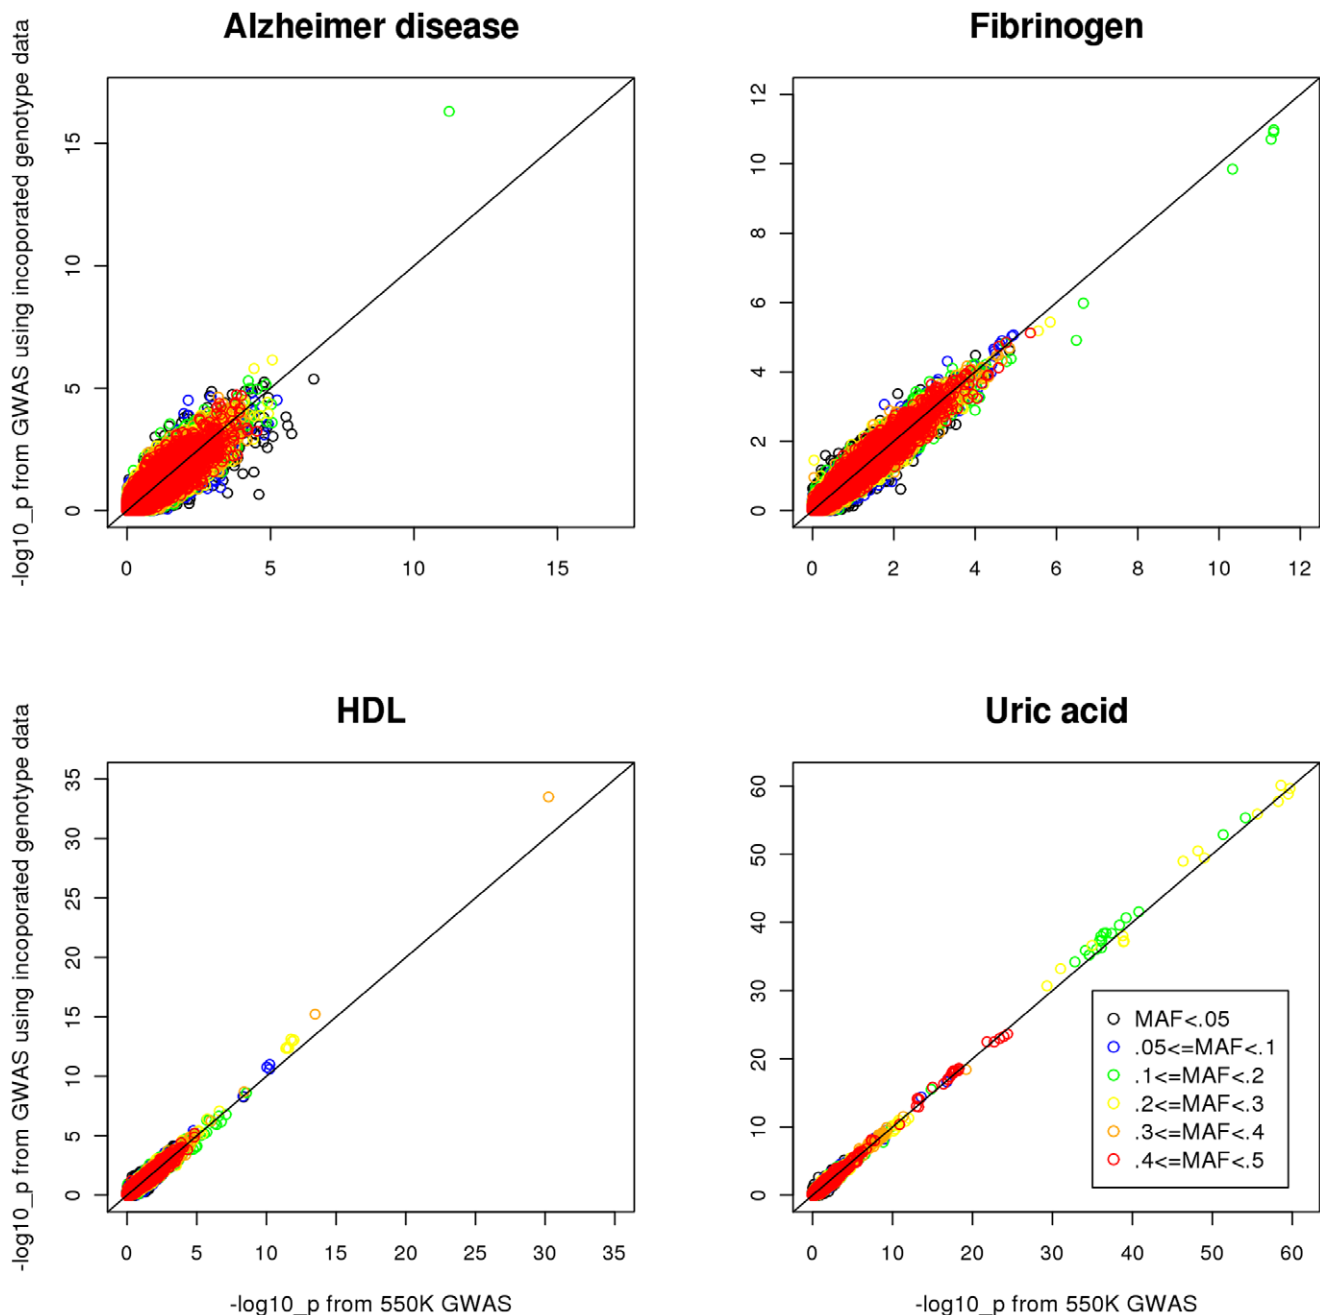 Alzheimer disease
Fibrinogen
-log10_p from GWAS using incoporated genotype data
15
10
5
0
0 5 10 15
12
10
8
6
4
2
0
0 2 4 6 8 10 12
HDL
Uric acid
-log10_p from GWAS using incoporated genotype data
35
30
25
20
15
10
5
0
0 5 10 15 20 25 30 35
-log10_p from 550K GWAS
60
50
40
30
20
10
0
MAF<.05
.05<=MAF<.1
.1<=MAF<.2
.2<=MAF<.3
.3<=MAF<.4
.4<=MAF<.5
0 10 20 30 40 50 60
-log10_p from 550K GWAS